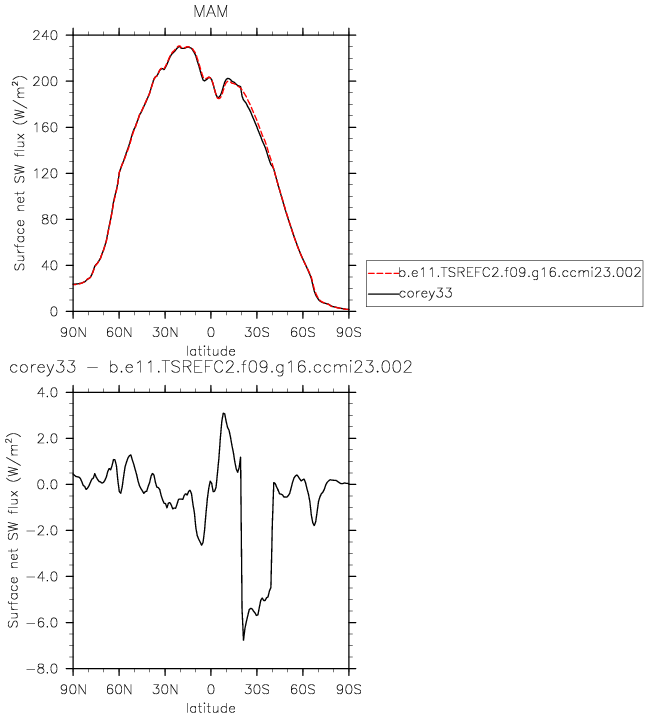 MAM
Surface net SW flux (W/m²)
240
200
160
120
80
40
0
90N 60N 30N 0 30S 60S 90S
latitude
b.e11.TSREFC2.f09.g16.ccmi23.002
corey33
corey33 − b.e11.TSREFC2.f09.g16.ccmi23.002
Surface net SW flux (W/m²)
4.0
2.0
0.0
−2.0
−4.0
−6.0
−8.0
90N 60N 30N 0 30S 60S 90S
latitude